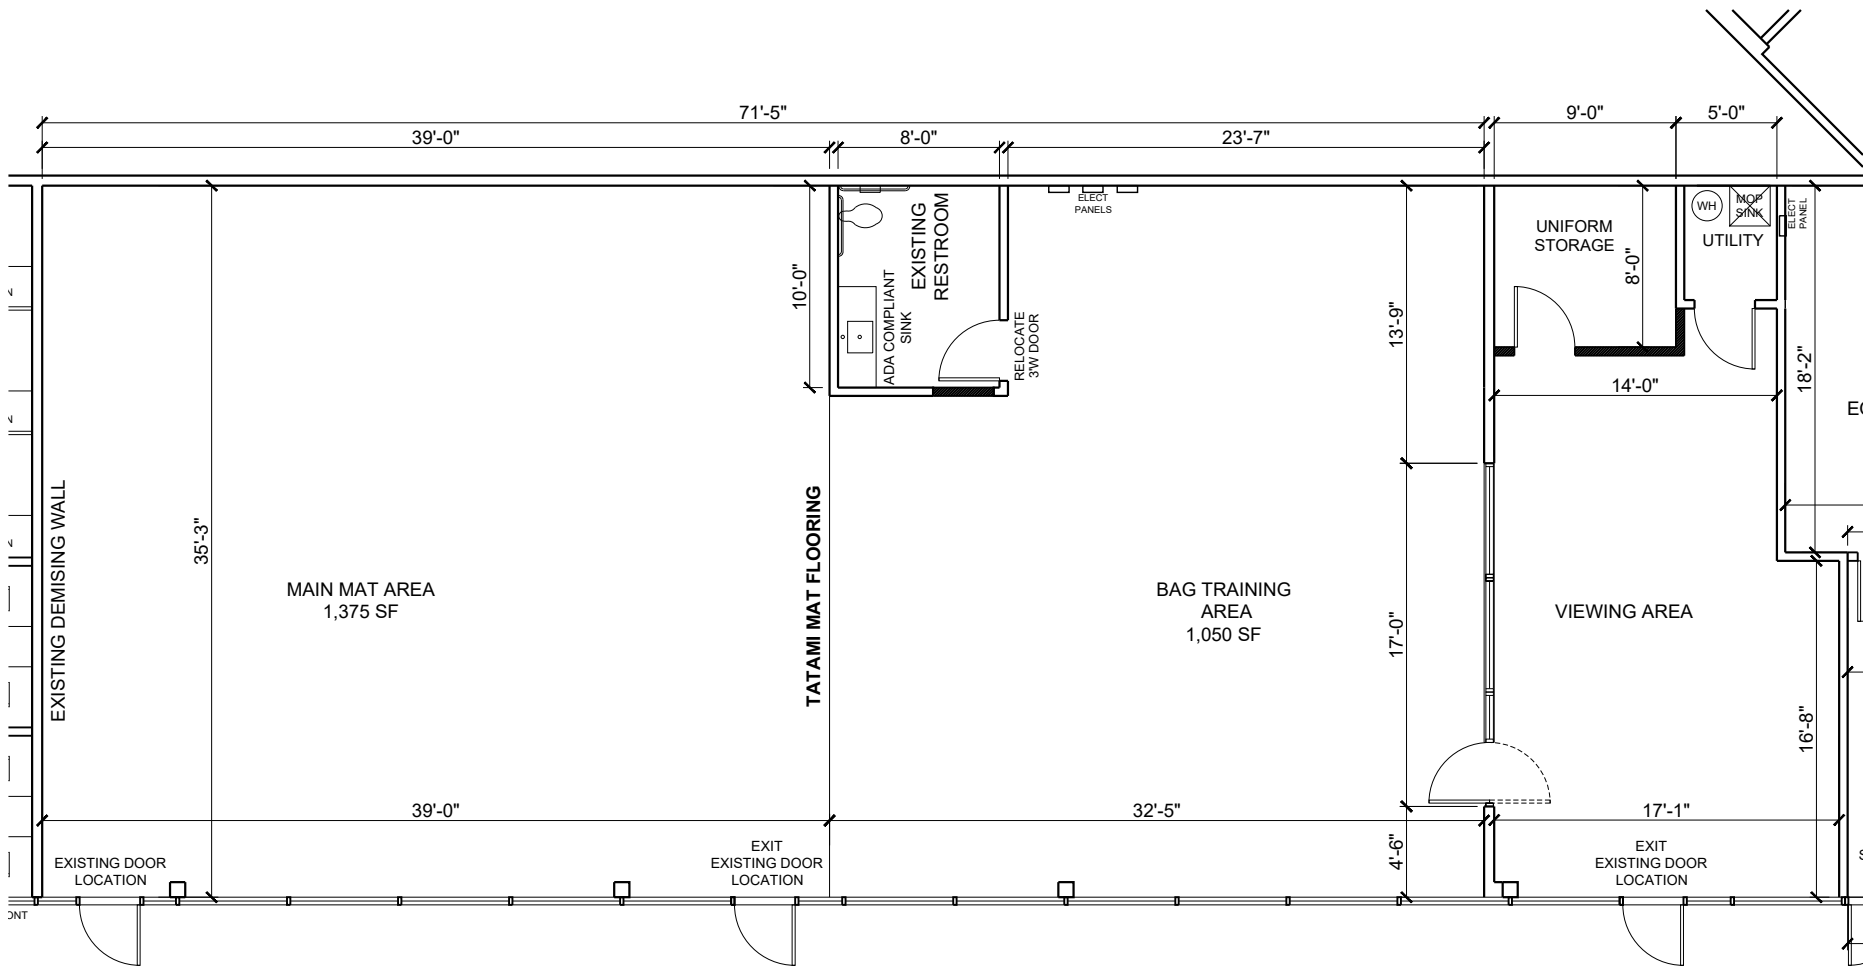 71'-5"
9'-0"
5'-0"
39'-0"
8'-0"
23'-7"
ELECT
PANELS
EXISTING
RESTROOM
ADA COMPLIANT
SINK
10'-0"
RELOCATE
3'W DOOR
13'-9"
UNIFORM
STORAGE
8'-0"
WH
MOP
SINK
UTILITY
ELECT
PANEL
14'-0"
18'-2"
EXISTING DEMISING WALL
35'-3"
MAIN MAT AREA
1,375 SF
TATAMI MAT FLOORING
BAG TRAINING
AREA
1,050 SF
17'-0"
VIEWING AREA
16'-8"
39'-0"
32'-5"
17'-1"
4'-6"
EXISTING DOOR
LOCATION
EXIT
EXISTING DOOR
LOCATION
EXIT
EXISTING DOOR
LOCATION